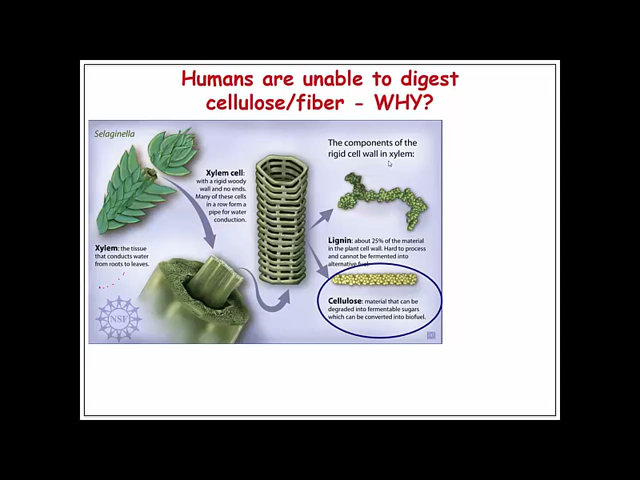 Humans are unable to digest
cellulose/fiber - WHY?
Selaginella
The components of the
rigid cell wall in xylem:
Xylem cell:
with a rigid woody
wall and no ends.
Many of these cells
in a row form a
pipe for water
conduction.
Xylem: the tissue
that conducts water
from roots to leaves.
Lignin: about 25% of the material
in the plant cell wall. Hard to process
and cannot be fermented into
alternative fuel.
Cellulose: material that can be
degraded into fermentable sugars
which can be converted into biofuel.
NSF